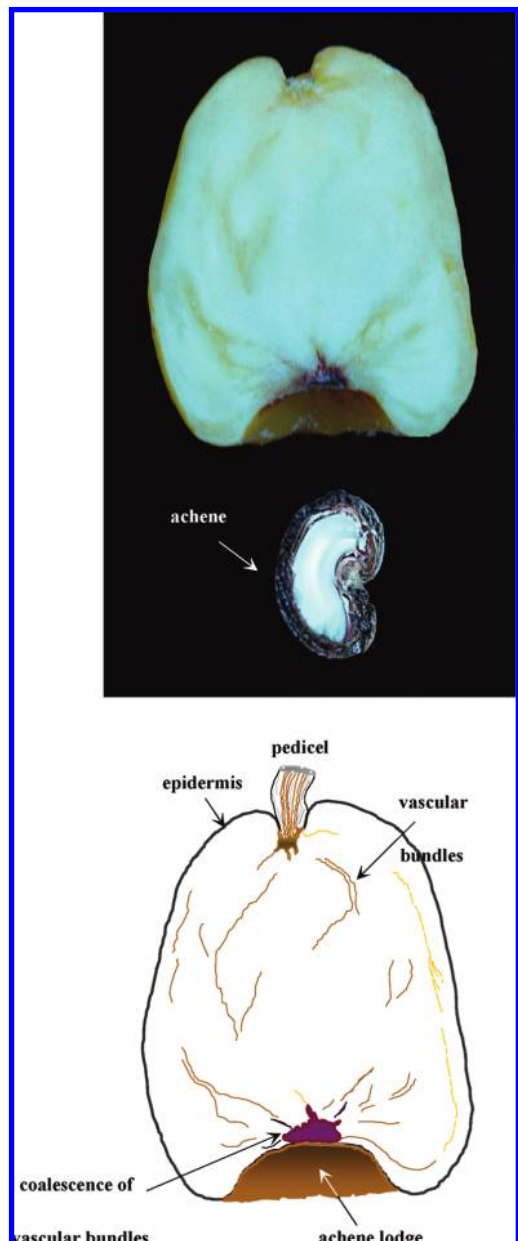 achene
pedicel
epidermis
vascular
bundles
coalescence of
vascular bundles
achene lodge